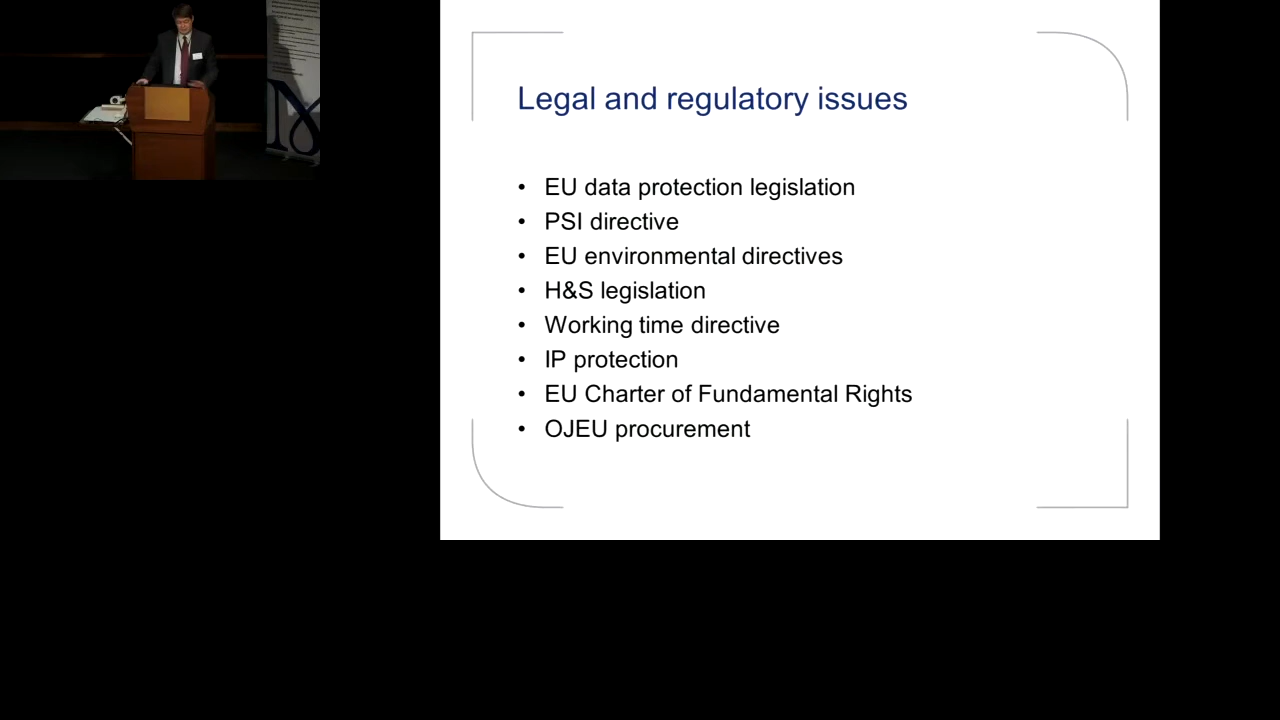 Legal and regulatory issues
• EU data protection legislation
• PSI directive
• EU environmental directives
• H&S legislation
• Working time directive
• IP protection
• EU Charter of Fundamental Rights
• OJEU procurement